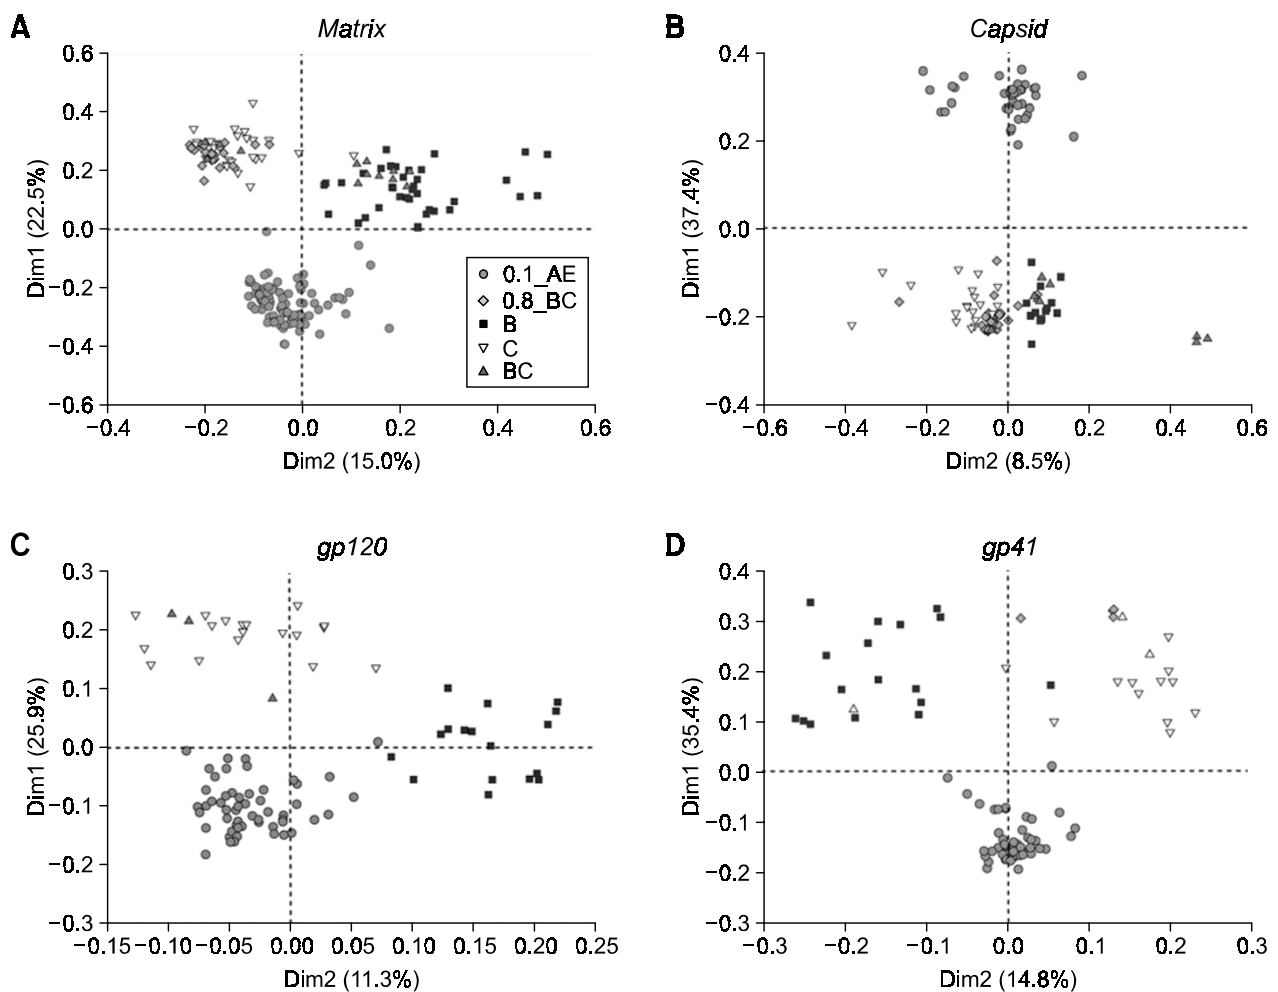 A
Matrix
0.6
0.4
0.2
0.0
−0.2
−0.4
−0.6
Dim1 (22.5%)
−0.4 −0.2 0.0 0.2 0.4 0.6
Dim2 (15.0%)
0.1_AE
0.8_BC
B
C
BC
B
Capsid
0.4
0.2
0.0
−0.2
−0.4
Dim1 (37.4%)
−0.6 −0.4 −0.2 0.0 0.2 0.4 0.6
Dim2 (8.5%)
C
gp120
0.3
0.2
0.1
0.0
−0.1
−0.2
−0.3
Dim1 (25.9%)
−0.15 −0.10 −0.05 0.00 0.05 0.10 0.15 0.20 0.25
Dim2 (11.3%)
D
gp41
0.4
0.3
0.2
0.1
0.0
−0.1
−0.2
−0.3
Dim1 (35.4%)
−0.3 −0.2 −0.1 0.0 0.1 0.2 0.3
Dim2 (14.8%)